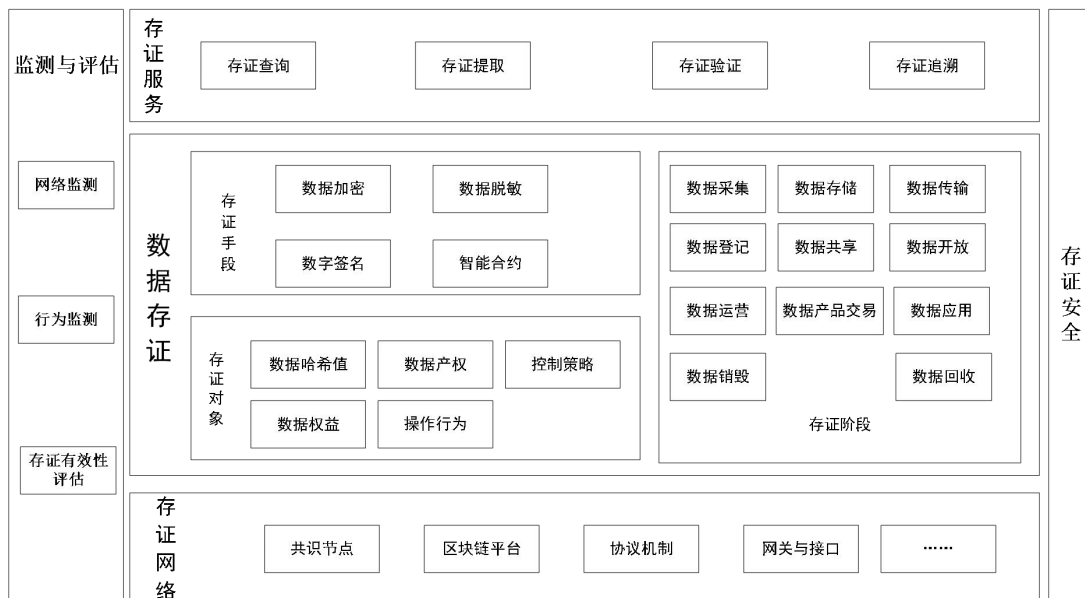 监测与评估
网络监测
行为监测
存证有效性
评估
存证服务
存证查询
存证提取
存证验证
存证追溯
数据存证
存证手段
数据加密
数据脱敏
数字签名
智能合约
存证对象
数据哈希值
数据产权
控制策略
数据权益
操作行为
数据采集
数据存储
数据传输
数据登记
数据共享
数据开放
数据运营
数据产品交易
数据应用
数据销毁
数据回收
存证阶段
存证网络
共识节点
区块链平台
协议机制
网关与接口
……
存证安全